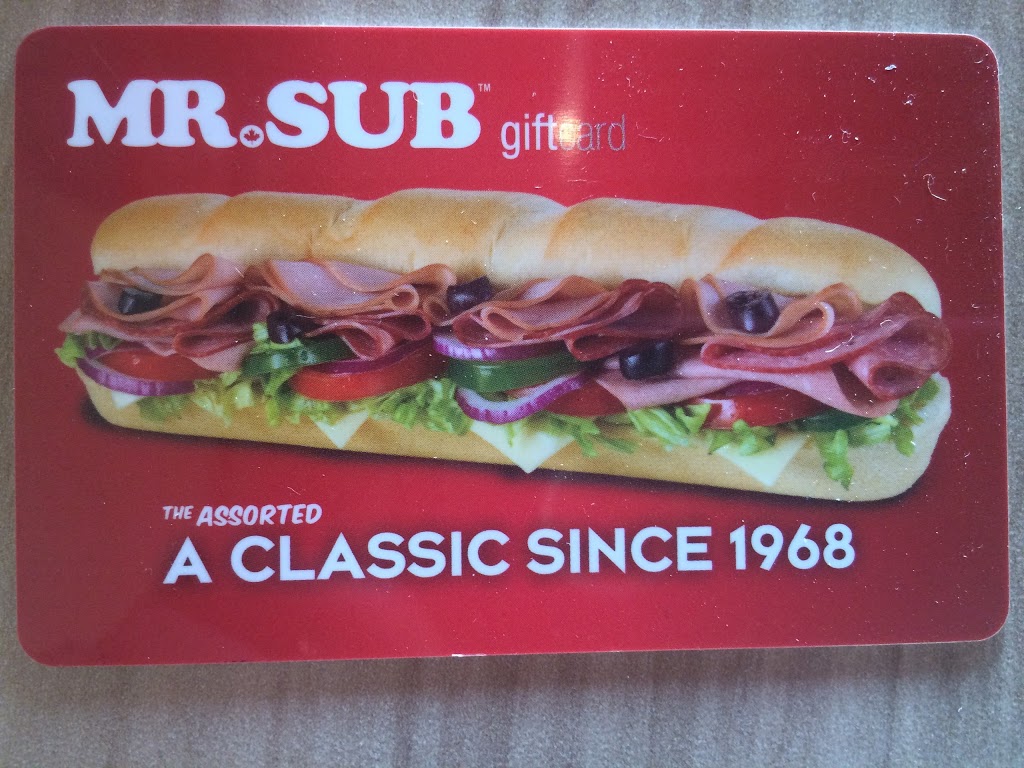 MR.SUB™ giftcard
THE ASSORTED
A CLASSIC SINCE 1968